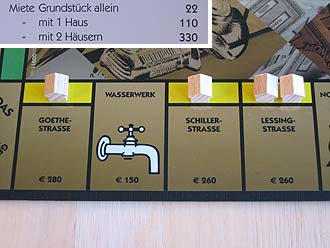 Miete Grundstück allein 22
" mit 1 Haus 110
" mit 2 Häusern 330
WASSERWERK
GOETHE-
STRASSE
SCHILLER-
STRASSE
LESSING-
STRASSE
€ 280
€ 150
€ 260
€ 260